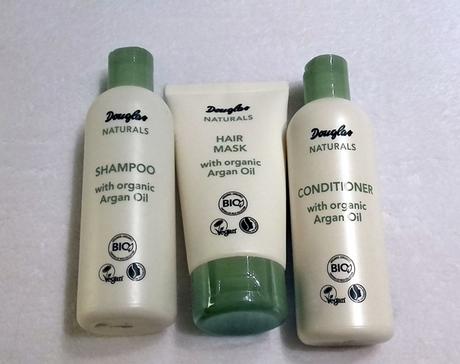 Douglas
NATURALS
SHAMPOO
with organic
Argan Oil
BIO
Vegan
Douglas
NATURALS
HAIR
MASK
with organic
Argan Oil
BIO
Vegan
Douglas
NATURALS
CONDITIONER
with organic
Argan Oil
BIO
Vegan